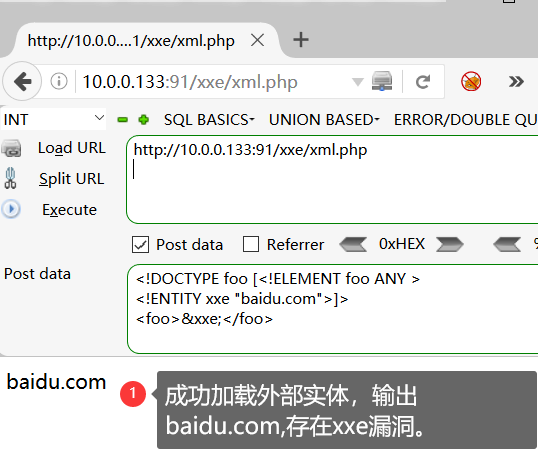 http://10.0.0....1/xxe/xml.php
10.0.0.133:91/xxe/xml.php
INT SQL BASICS UNION BASED ERROR/DOUBLE QU
Load URL
http://10.0.0.133:91/xxe/xml.php
Split URL
Execute
Post data Referrer 0xHEX %
Post data
<!DOCTYPE foo [<!ELEMENT foo ANY >
<!ENTITY xxe "baidu.com">]>
<foo>&xxe;</foo>
baidu.com
1
成功加载外部实体，输出
baidu.com,存在xxe漏洞。